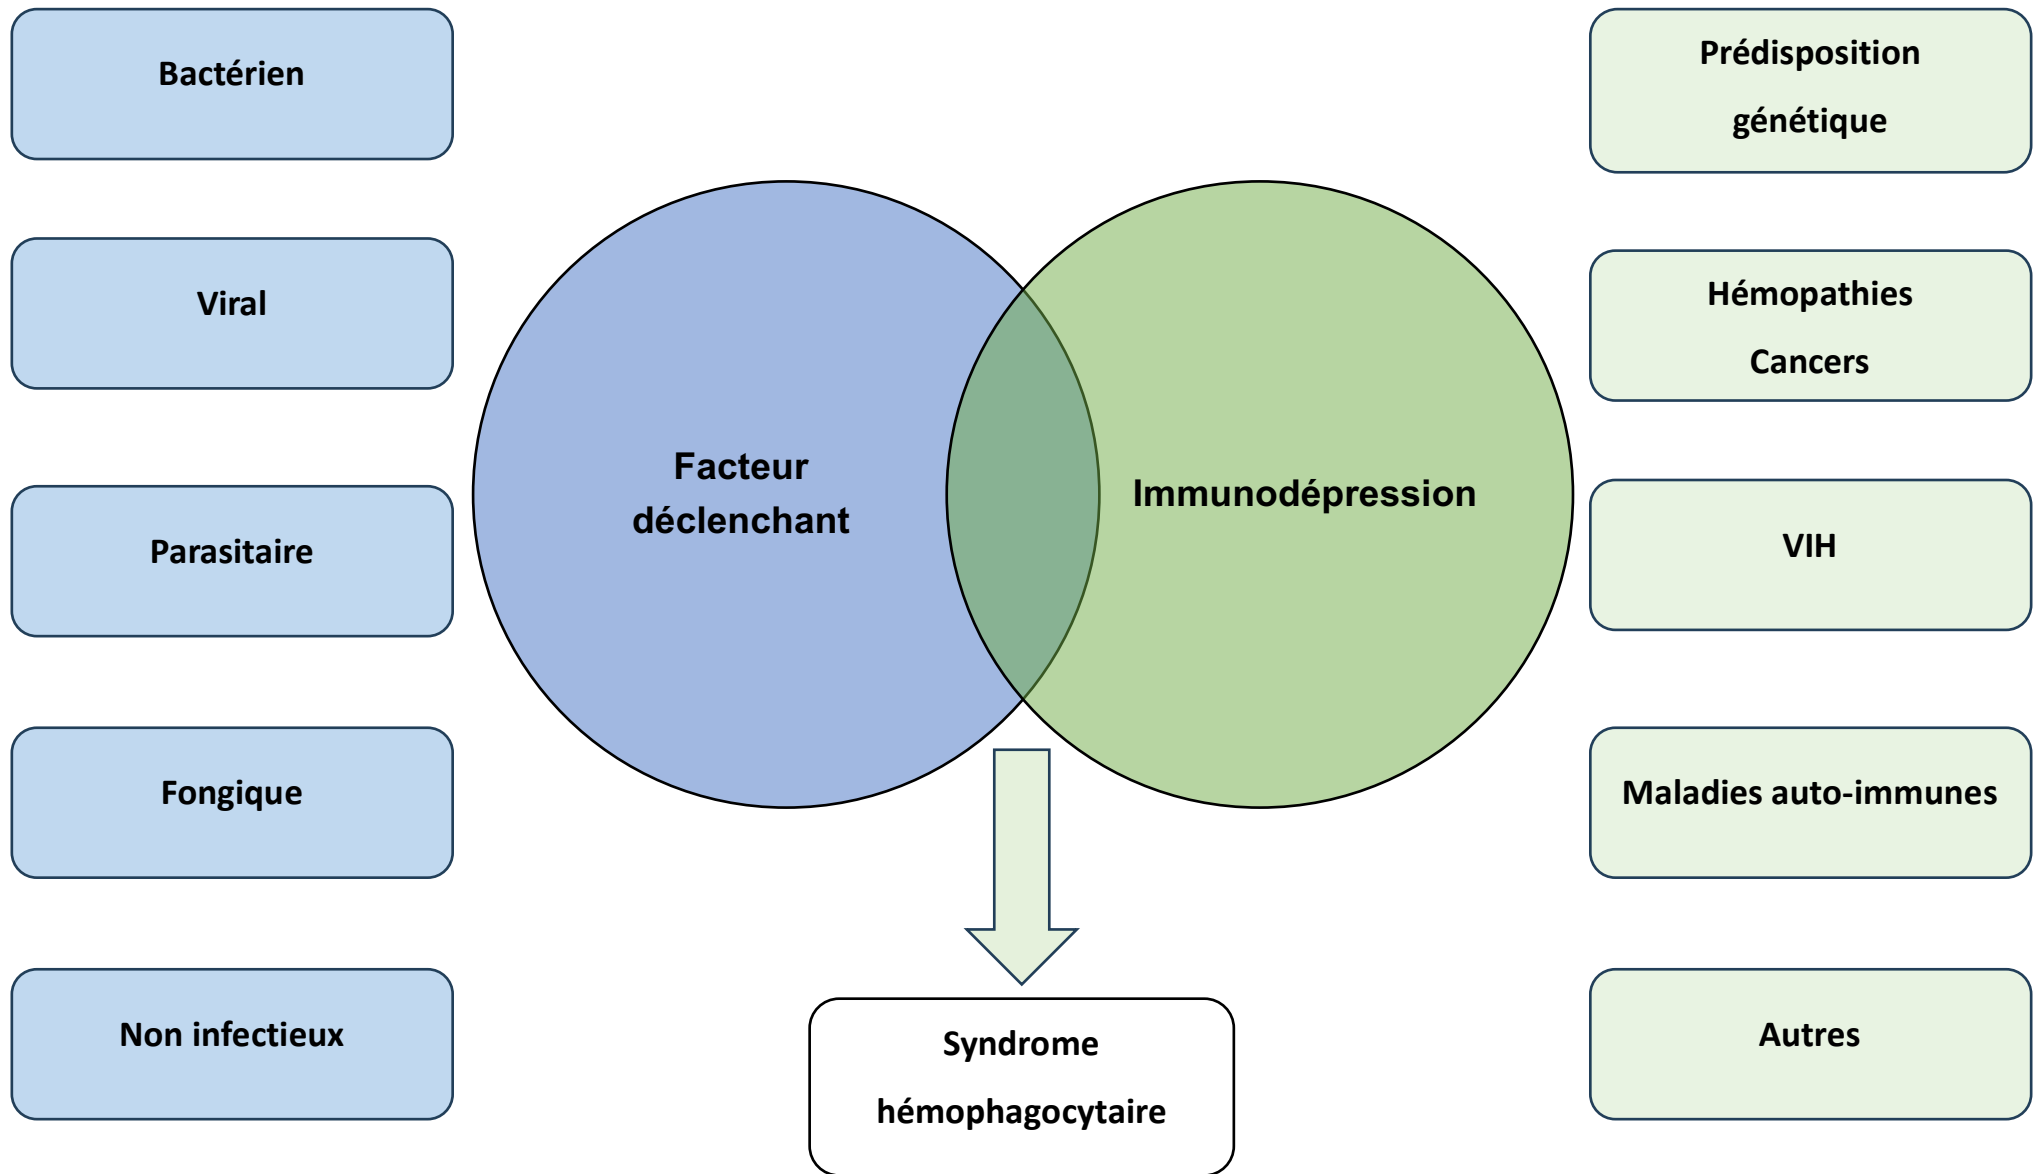 Bactérien
Viral
Parasitaire
Fongique
Non infectieux
Facteur
déclenchant
Immunodépression
Syndrome
hémophagocytaire
Prédisposition
génétique
Hémopathies
Cancers
VIH
Maladies auto-immunes
Autres